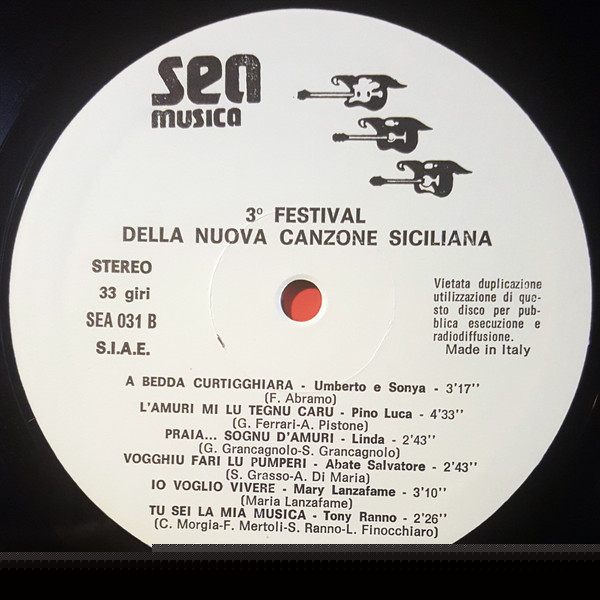 sea
musica
3º FESTIVAL
DELLA NUOVA CANZONE SICILIANA
STEREO
33 giri
SEA 031 B
S.I.A.E.
Vietata duplicazione
utilizzazione di que-
sto disco per pub-
blica esecuzione e
radiodiffusione.
Made in Italy
A BEDDA CURTIGGHIARA - Umberto e Sonya - 3'17''
(F. Abramo)
L'AMURI MI LU TEGNU CARU - Pino Luca - 4'33''
(G. Ferrari-A. Pistone)
PRAIA... SOGNU D'AMURI - Linda - 2'43''
(G. Grancagnolo-S. Grancagnolo)
VOGGHIU FARI LU PUMPERI - Abate Salvatore - 2'43''
(S. Grasso-A. Di Maria)
IO VOGLIO VIVERE - Mary Lanzafame - 3'10''
(Maria Lanzafame)
TU SEI LA MIA MUSICA - Tony Ranno - 2'26''
(C. Morgia-F. Mertoli-S. Ranno-L. Finocchiaro)